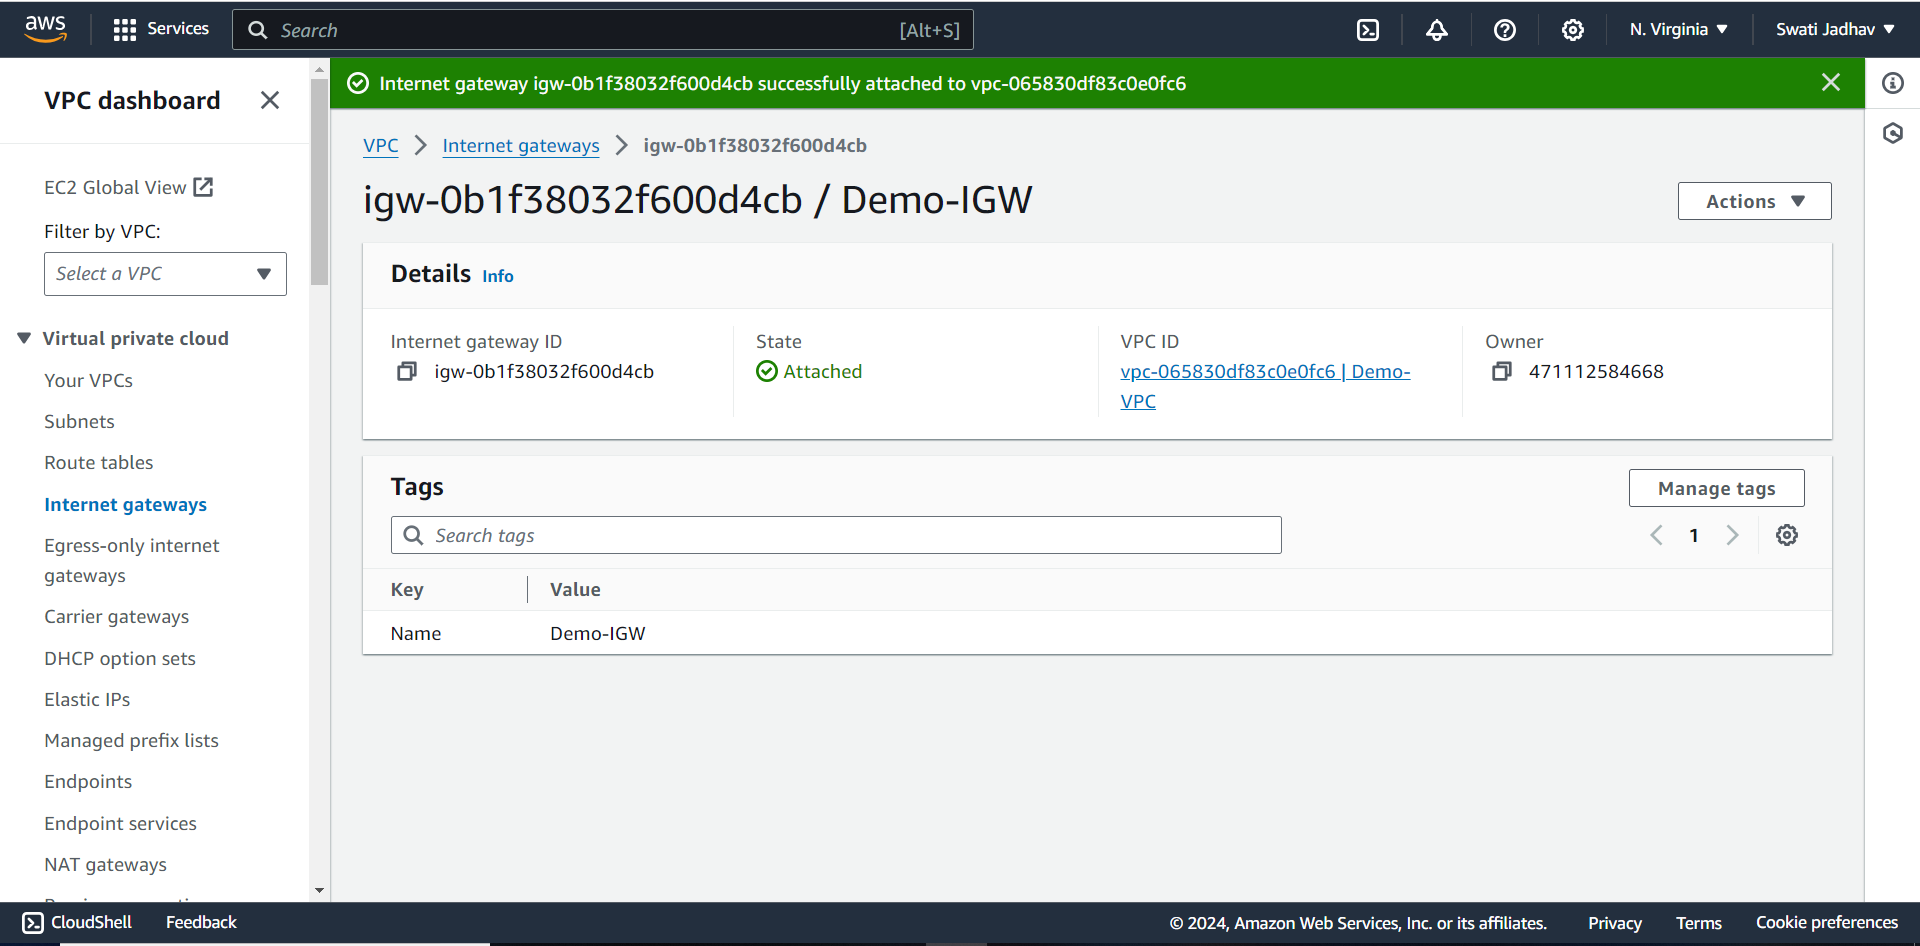 aws
Services
Search
[Alt+S]
N. Virginia
Swati Jadhav
VPC dashboard
EC2 Global View
Filter by VPC:
Select a VPC
Virtual private cloud
Your VPCs
Subnets
Route tables
Internet gateways
Egress-only internet
gateways
Carrier gateways
DHCP option sets
Elastic IPs
Managed prefix lists
Endpoints
Endpoint services
NAT gateways
Internet gateway igw-0b1f38032f600d4cb successfully attached to vpc-065830df83c0e0fc6
VPC
Internet gateways
igw-0b1f38032f600d4cb
igw-0b1f38032f600d4cb / Demo-IGW
Actions
Details Info
Internet gateway ID
igw-0b1f38032f600d4cb
State
Attached
VPC ID
vpc-065830df83c0e0fc6 | Demo-
VPC
Owner
471112584668
Tags
Manage tags
Search tags
1
Key
Value
Name
Demo-IGW
CloudShell
Feedback
© 2024, Amazon Web Services, Inc. or its affiliates.
Privacy
Terms
Cookie preferences